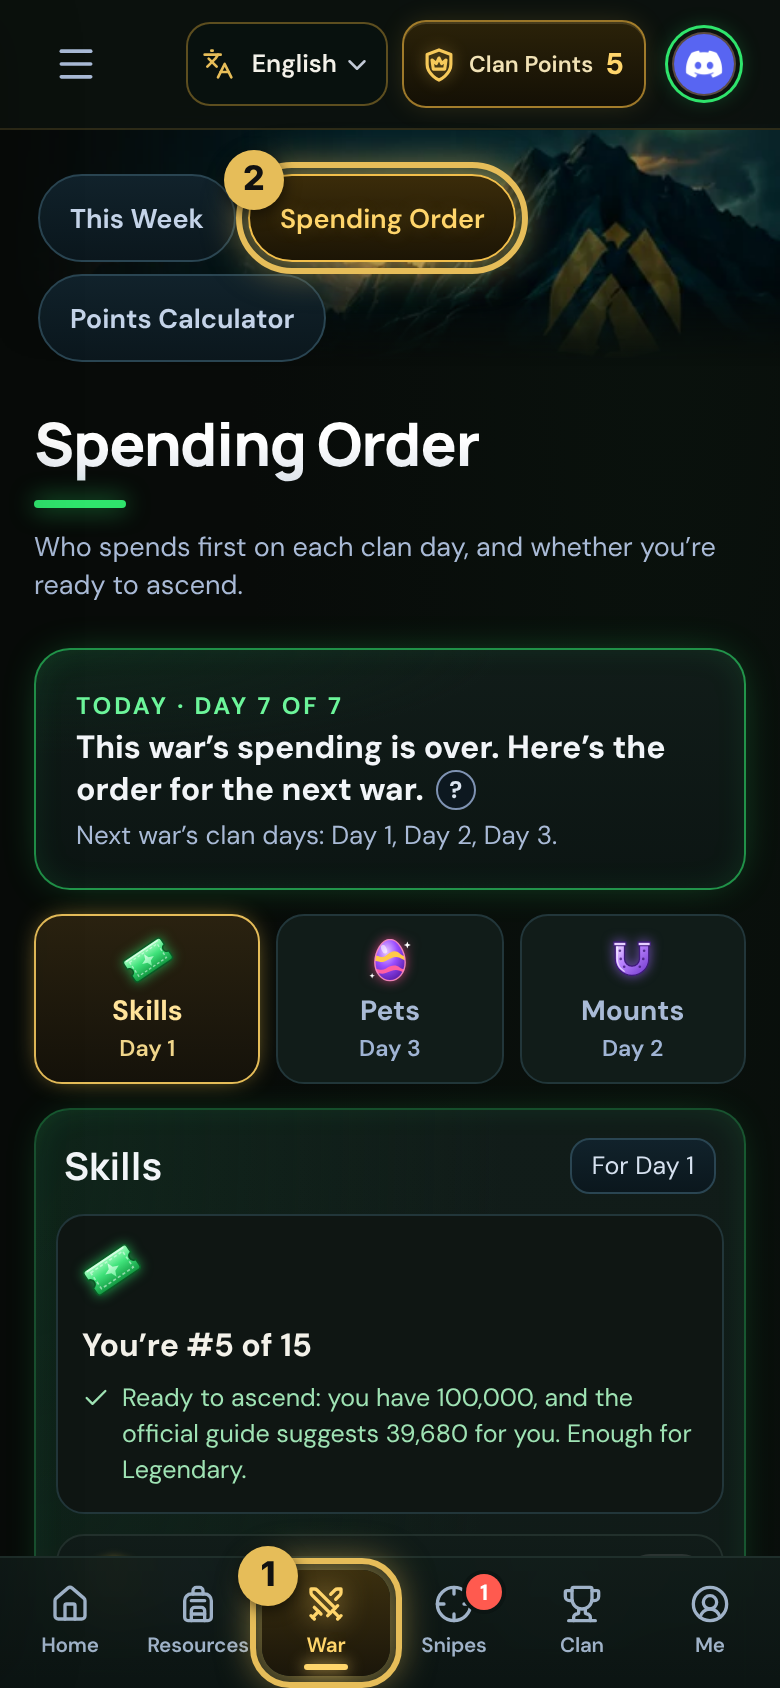 English
Clan Points 5
This Week
2
Spending Order
Points Calculator
Spending Order
Who spends first on each clan day, and whether you’re
ready to ascend.
TODAY · DAY 7 OF 7
This war’s spending is over. Here’s the
order for the next war. ?
Next war’s clan days: Day 1, Day 2, Day 3.
Skills
Day 1
Pets
Day 3
Mounts
Day 2
Skills
For Day 1
You’re #5 of 15
Ready to ascend: you have 100,000, and the
official guide suggests 39,680 for you. Enough for
Legendary.
Home
Resources
1
War
1
Snipes
Clan
Me